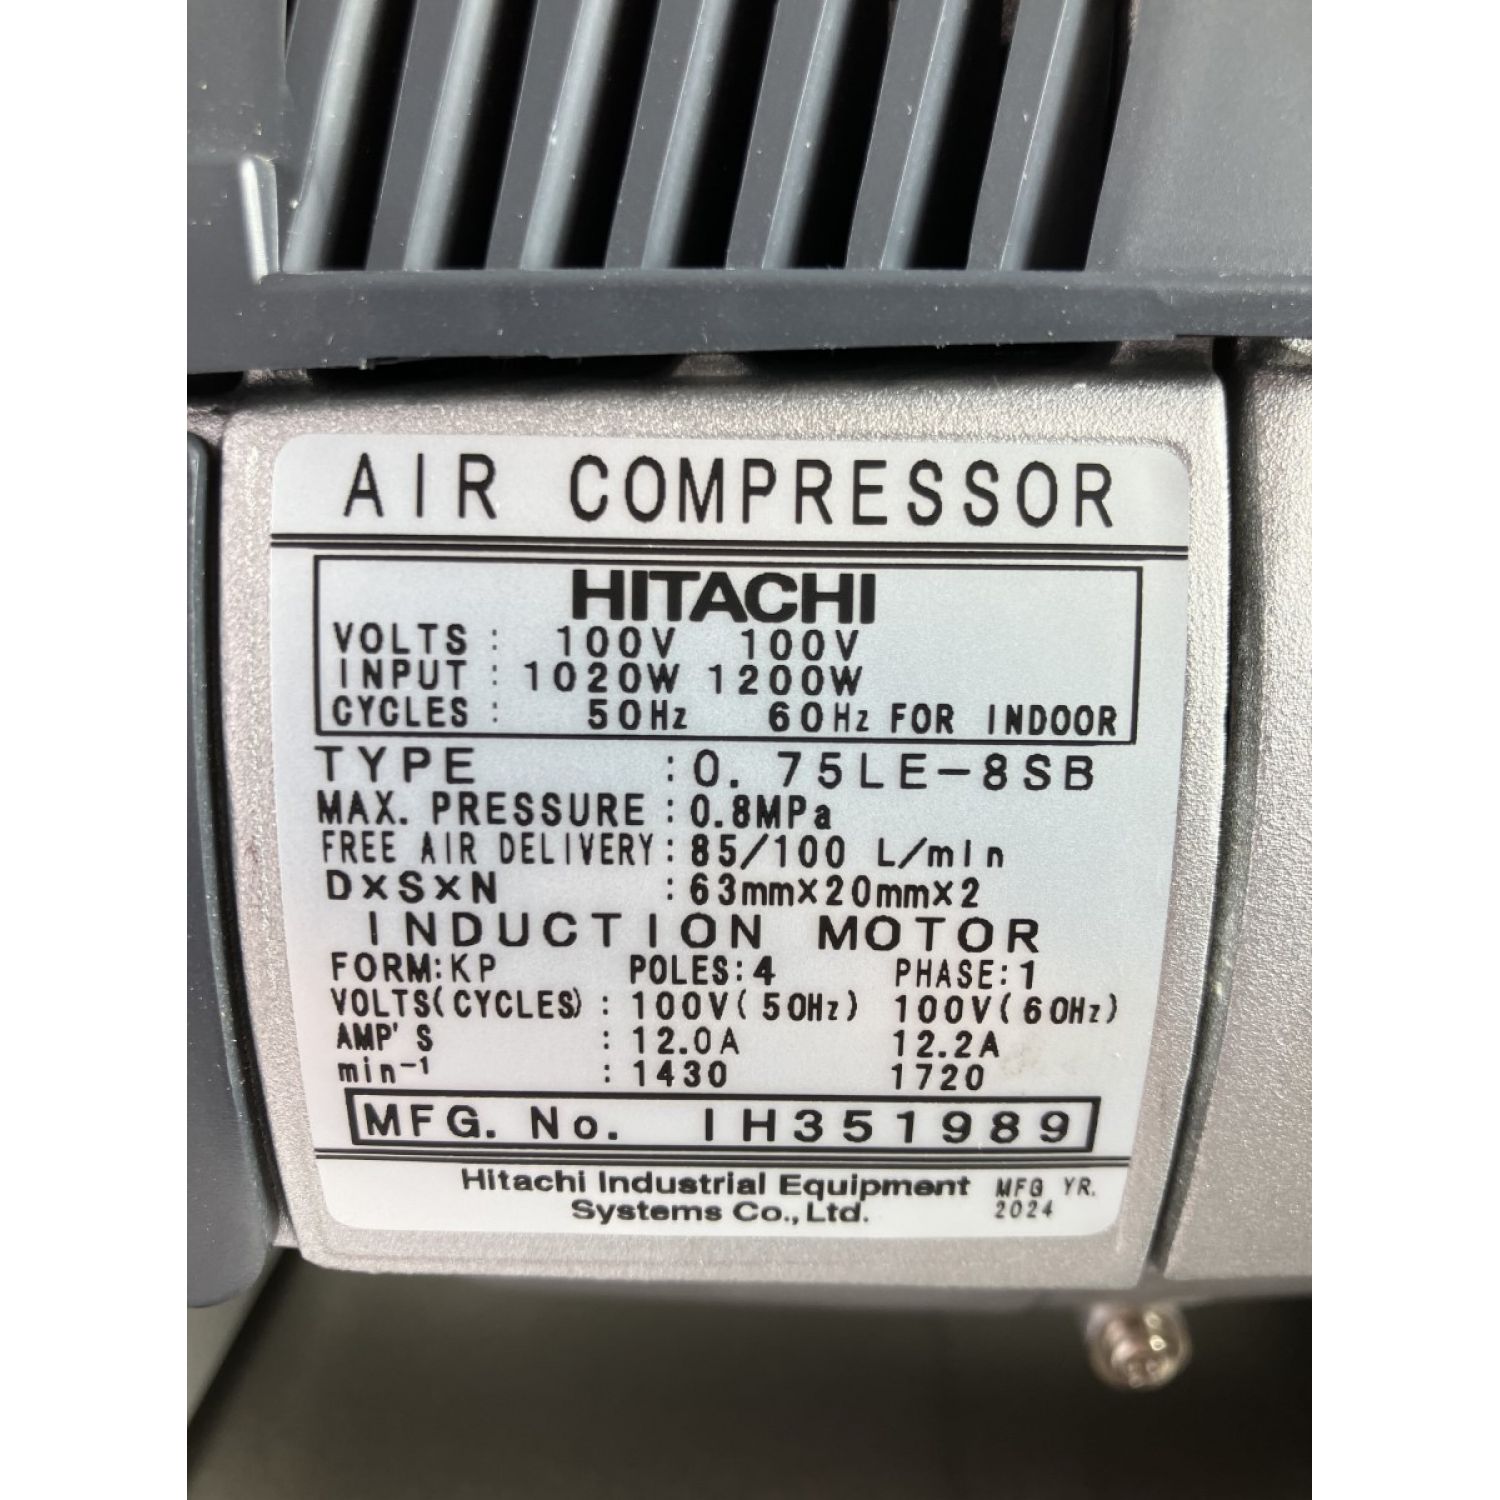 AIR COMPRESSOR
HITACHI
VOLTS : 100V 100V
INPUT : 1020W 1200W
CYCLES : 50Hz 60Hz FOR INDOOR
TYPE : 0. 75LE-8SB
MAX. PRESSURE : 0.8MPa
FREE AIR DELIVERY : 85/100 L/min
D×S×N : 63mm×20mm×2
INDUCTION MOTOR
FORM:KP POLES:4 PHASE:1
VOLTS(CYCLES) : 100V(50Hz) 100V(60Hz)
AMP'S : 12.0A 12.2A
min⁻¹ : 1430 1720
MFG. No. IH351989
Hitachi Industrial Equipment MFG YR.
Systems Co.,Ltd. 2024